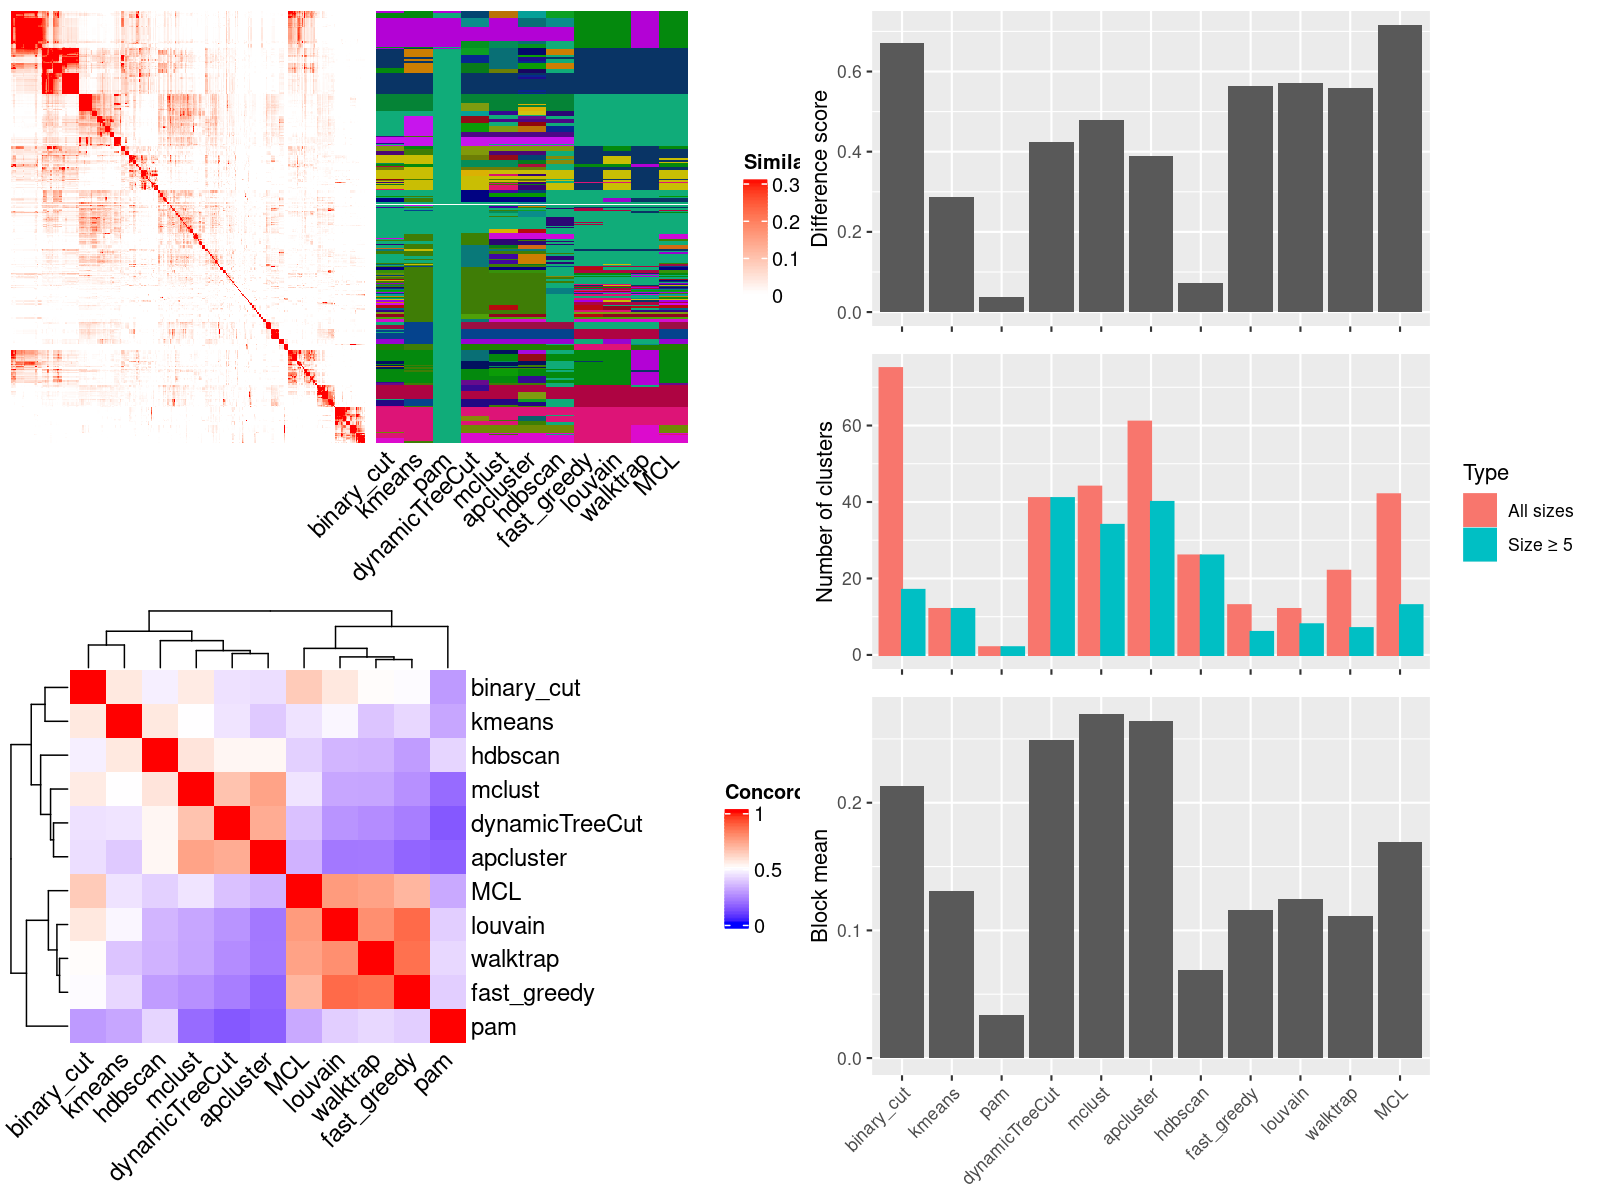 Simila
0.3
0.2
0.1
0
binary_cut
kmeans
pam
dynamicTreeCut
mclust
apcluster
hdbscan
fast_greedy
louvain
walktrap
MCL
binary_cut
kmeans
hdbscan
mclust
dynamicTreeCut
apcluster
MCL
louvain
walktrap
fast_greedy
pam
Concord
1
0.5
0
binary_cut
kmeans
hdbscan
mclust
dynamicTreeCut
apcluster
MCL
louvain
walktrap
fast_greedy
pam
Difference score
0.6
0.4
0.2
0.0
Number of clusters
60
40
20
0
Type
All sizes
Size ≥ 5
Block mean
0.2
0.1
0.0
binary_cut
kmeans
pam
dynamicTreeCut
mclust
apcluster
hdbscan
fast_greedy
louvain
walktrap
MCL